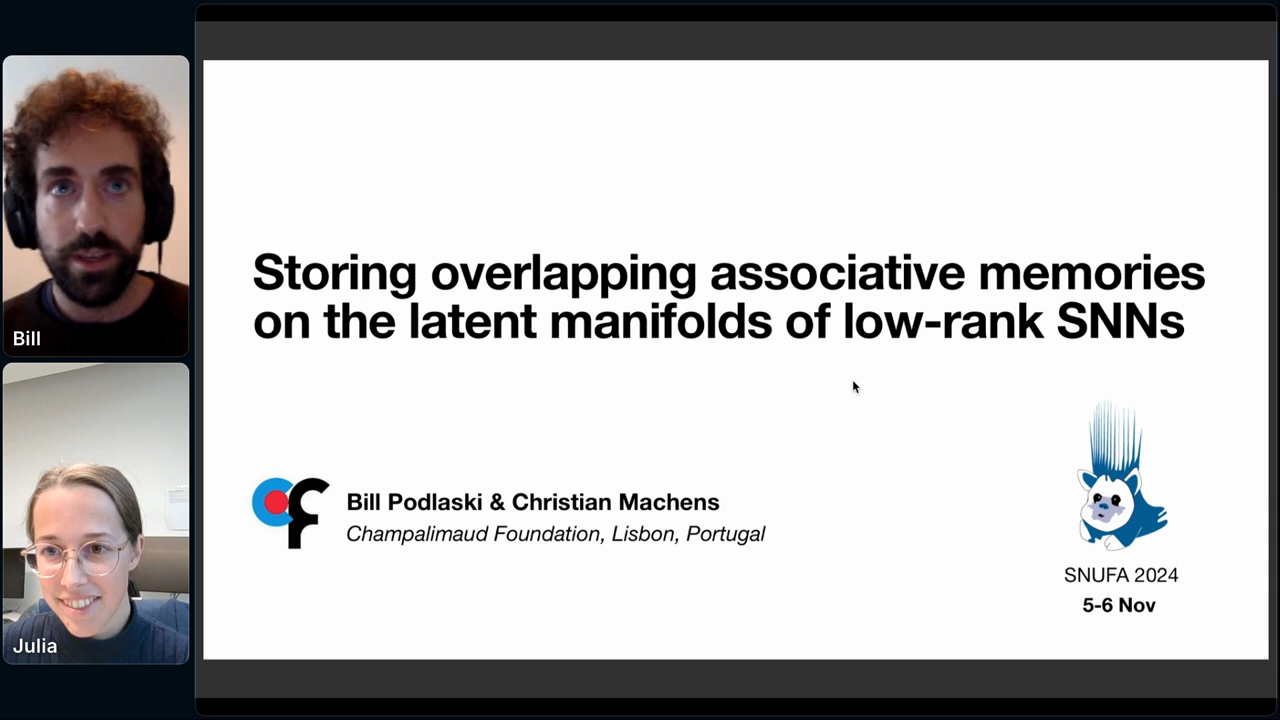 Bill
Julia
Storing overlapping associative memories
on the latent manifolds of low-rank SNNs
Bill Podlaski & Christian Machens
Champalimaud Foundation, Lisbon, Portugal
SNUFA 2024
5-6 Nov